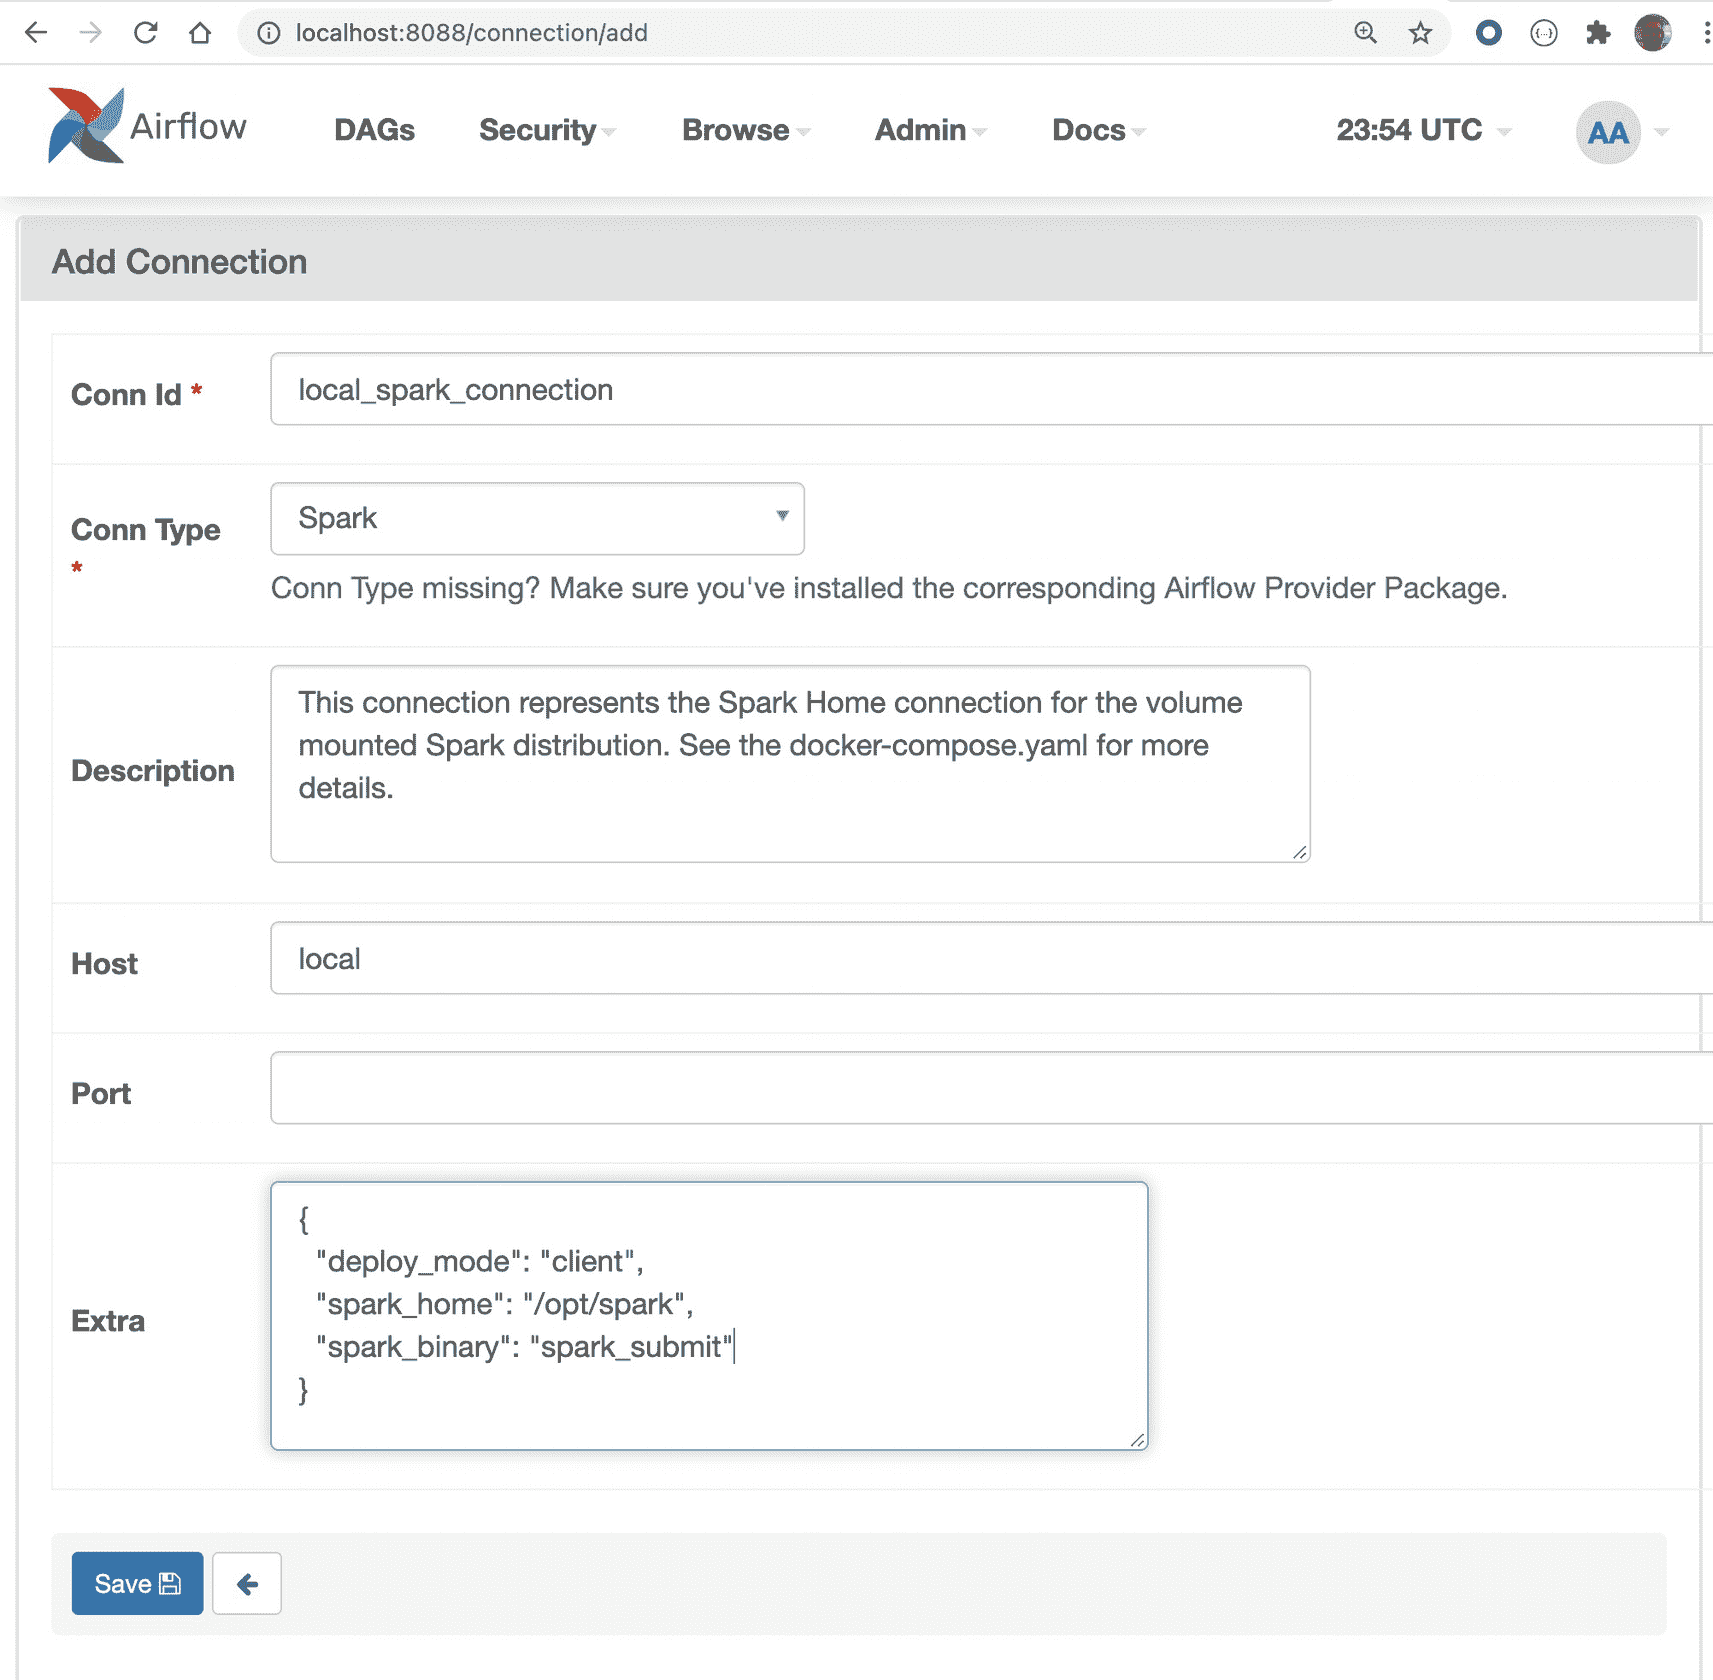 localhost:8088/connection/add
Airflow DAGs Security Browse Admin Docs 23:54 UTC AA
Add Connection
Conn Id * local_spark_connection
Conn Type * Spark
Conn Type missing? Make sure you've installed the corresponding Airflow Provider Package.
Description
This connection represents the Spark Home connection for the volume
mounted Spark distribution. See the docker-compose.yaml for more
details.
Host local
Port
Extra
{
"deploy_mode": "client",
"spark_home": "/opt/spark",
"spark_binary": "spark_submit"
}
Save